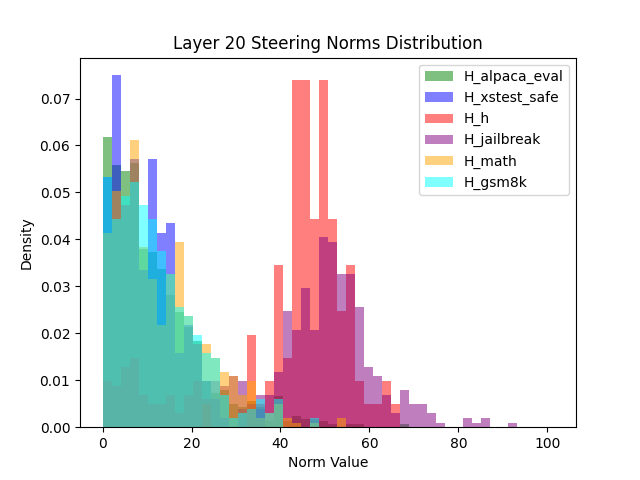 Layer 20 Steering Norms Distribution
H_alpaca_eval
H_xstest_safe
H_h
H_jailbreak
H_math
H_gsm8k
Density
0.07
0.06
0.05
0.04
0.03
0.02
0.01
0.00
0 20 40 60 80 100
Norm Value